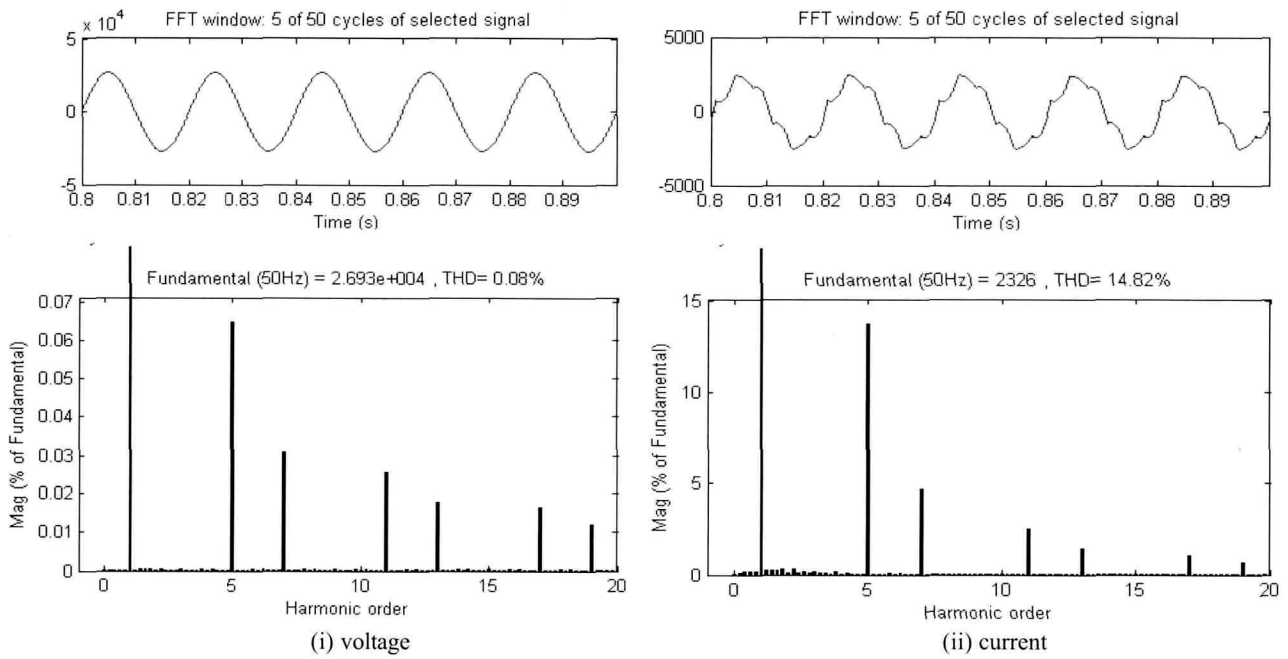 FFT window: 5 of 50 cycles of selected signal
x 10^4
5
0
-5
0.8 0.81 0.82 0.83 0.84 0.85 0.86 0.87 0.88 0.89
Time (s)
FFT window: 5 of 50 cycles of selected signal
5000
0
-5000
0.8 0.81 0.82 0.83 0.84 0.85 0.86 0.87 0.88 0.89
Time (s)
Fundamental (50Hz) = 2.693e+004 , THD= 0.08%
Mag (% of Fundamental)
0.07
0.06
0.05
0.04
0.03
0.02
0.01
0
0 5 10 15 20
Harmonic order
(i) voltage
Fundamental (50Hz) = 2326 , THD= 14.82%
Mag (% of Fundamental)
15
10
5
0
0 5 10 15 20
Harmonic order
(ii) current